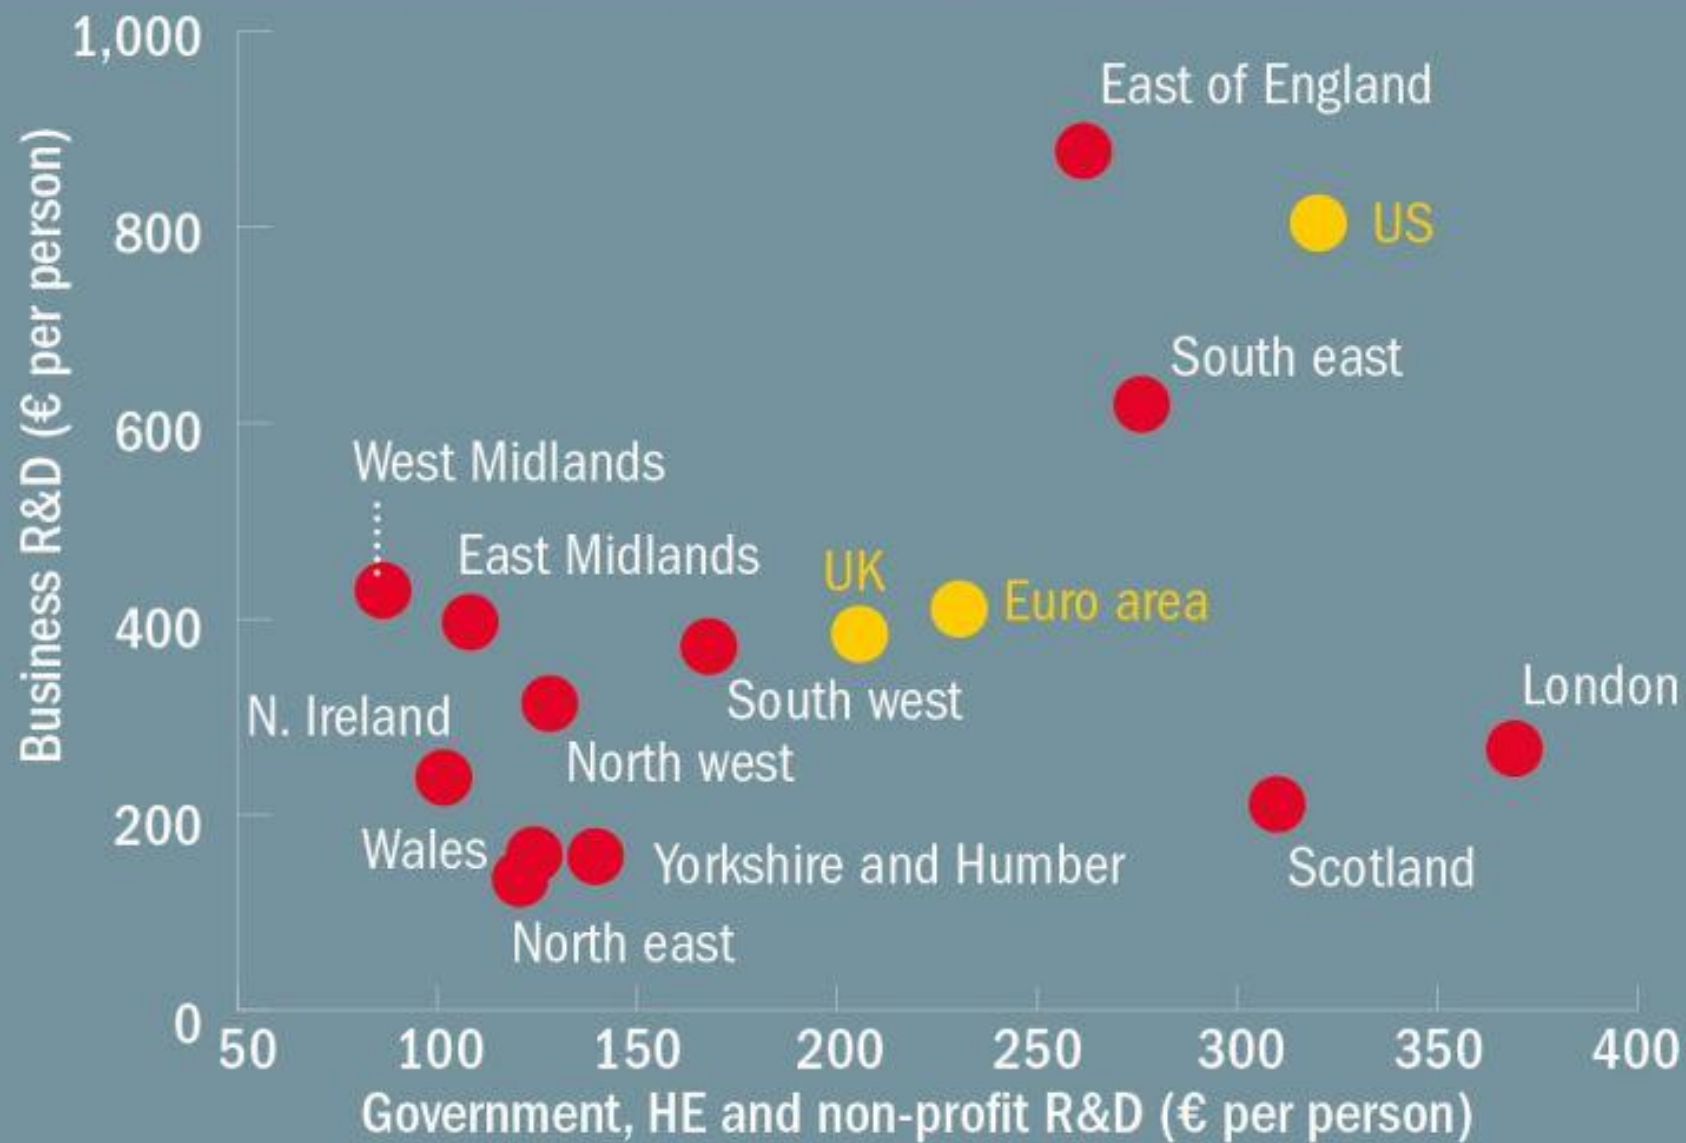 1,000
800
600
400
200
0
Business R&D (€ per person)
East of England
US
South east
West Midlands
East Midlands
UK
Euro area
South west
London
N. Ireland
North west
Wales
Yorkshire and Humber
Scotland
North east
50 100 150 200 250 300 350 400
Government, HE and non-profit R&D (€ per person)